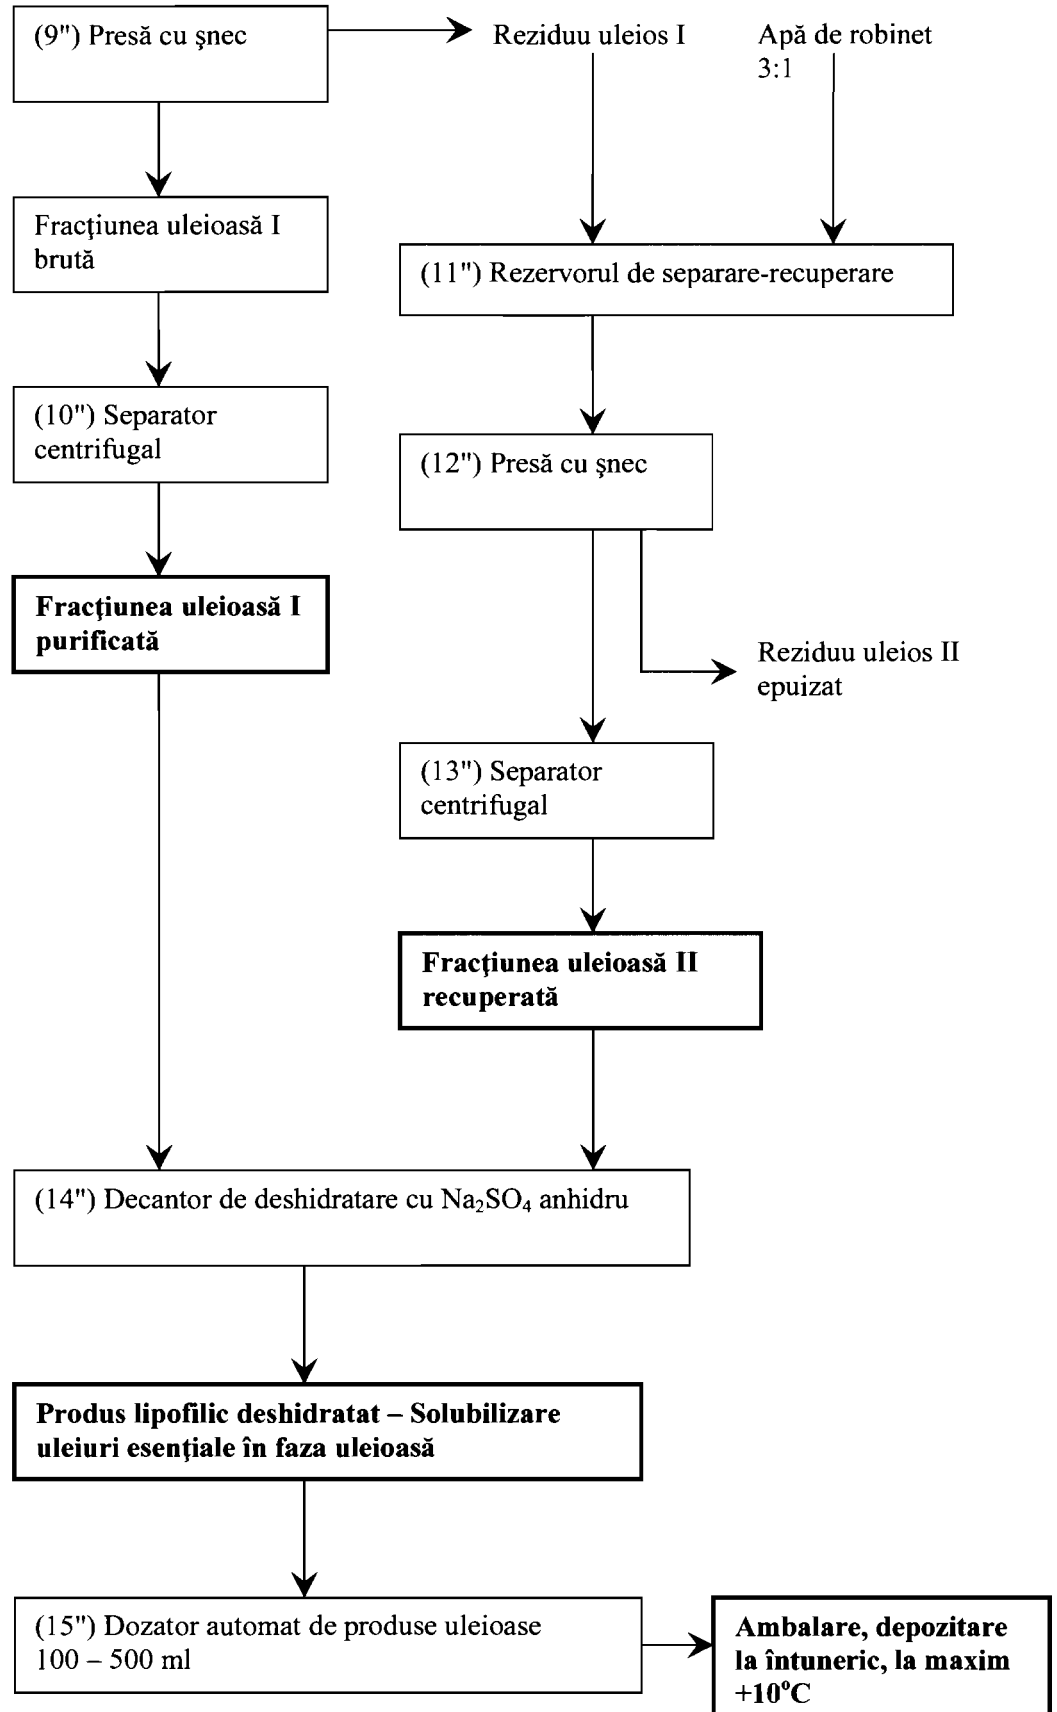 (9") Presă cu şnec
Reziduu uleios I
Apă de robinet
3:1
Fracţiunea uleioasă I
brută
(11") Rezervorul de separare-recuperare
(10") Separator
centrifugal
(12") Presă cu şnec
Fracţiunea uleioasă I
purificată
Reziduu uleios II
epuizat
(13") Separator
centrifugal
Fracţiunea uleioasă II
recuperată
(14") Decantor de deshidratare cu Na₂SO₄ anhidru
Produs lipofilic deshidratat – Solubilizare
uleiuri esenţiale în faza uleioasă
(15") Dozator automat de produse uleioase
100 – 500 ml
Ambalare, depozitare
la întuneric, la maxim
+10°C